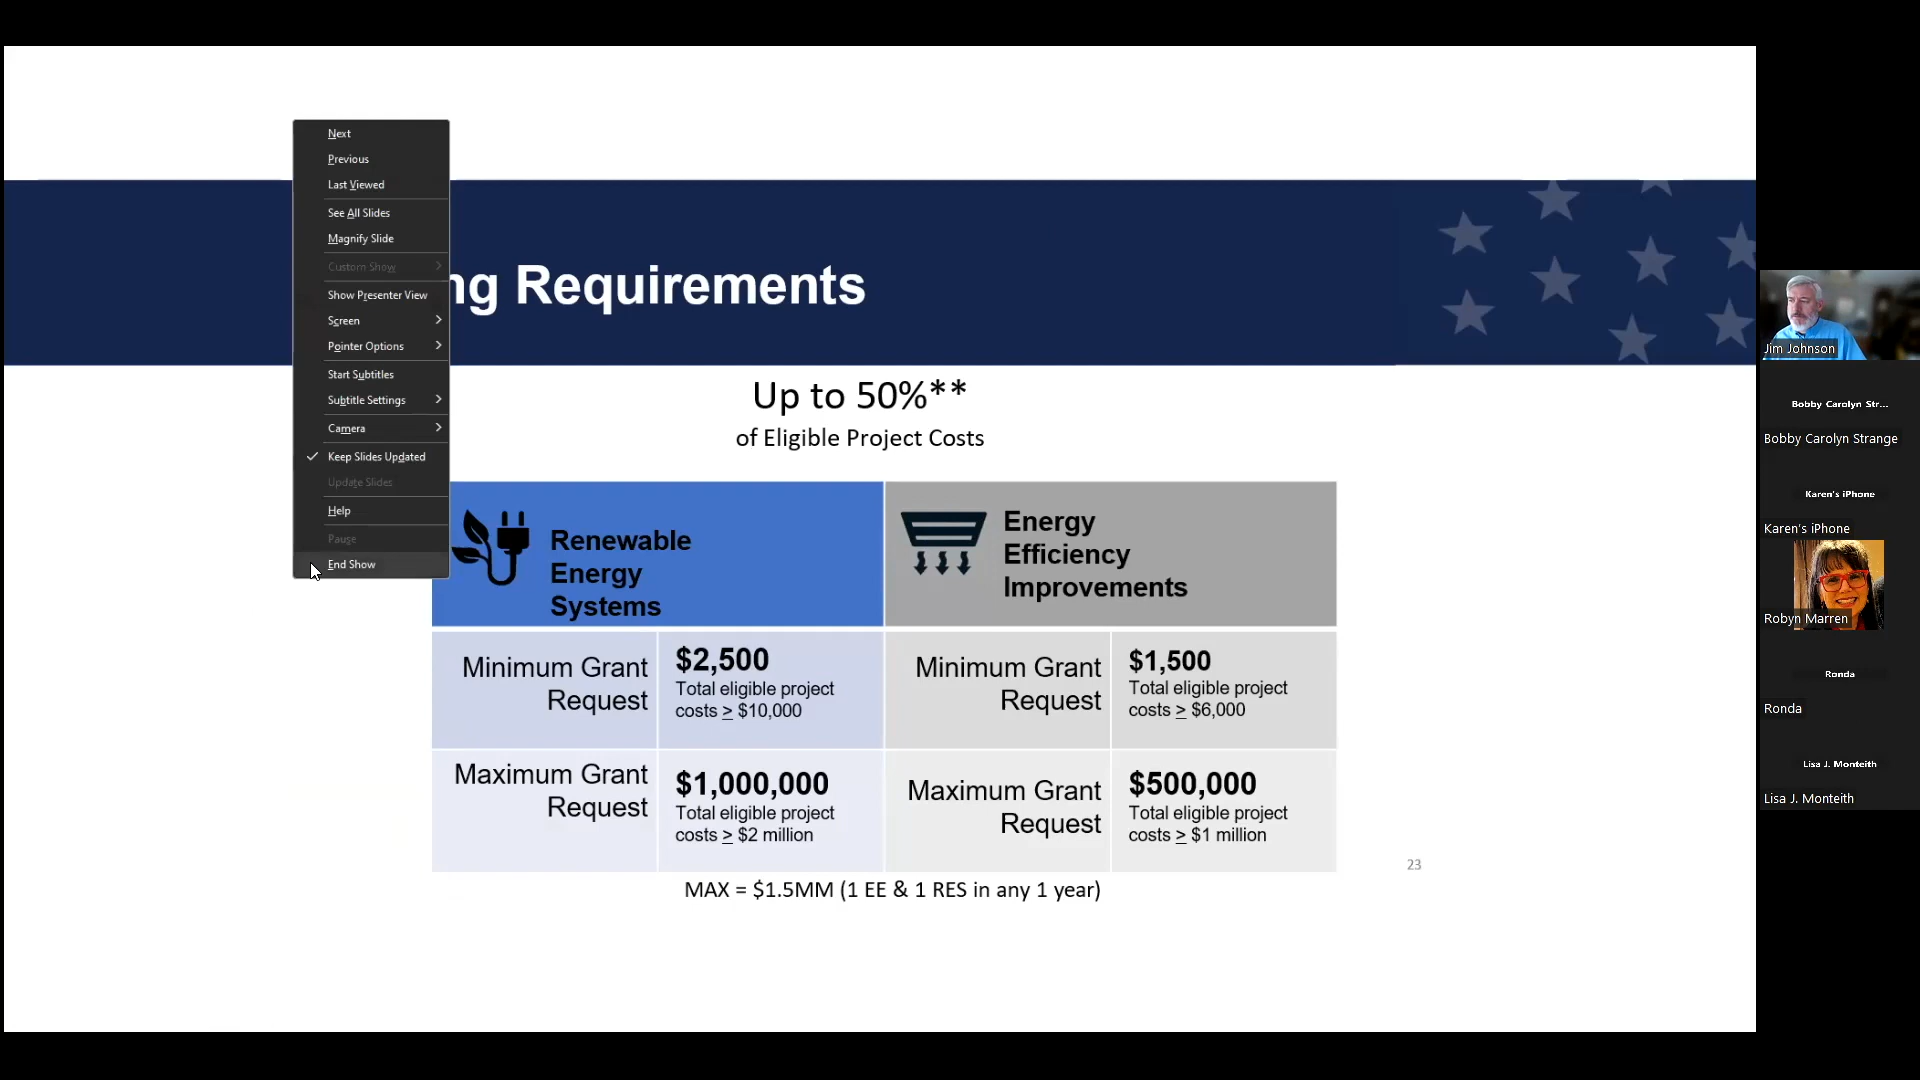 Next
Previous
Last Viewed
See All Slides
Magnify Slide
Custom Show
Show Presenter View
Screen
Pointer Options
Start Subtitles
Subtitle Settings
Camera
Keep Slides Updated
Update Slides
Help
Pause
End Show
ng Requirements
Up to 50%**
of Eligible Project Costs
Renewable
Energy
Systems
Energy
Efficiency
Improvements
Minimum Grant
Request
$2,500
Total eligible project
costs ≥ $10,000
Minimum Grant
Request
$1,500
Total eligible project
costs ≥ $6,000
Maximum Grant
Request
$1,000,000
Total eligible project
costs ≥ $2 million
Maximum Grant
Request
$500,000
Total eligible project
costs ≥ $1 million
23
MAX = $1.5MM (1 EE & 1 RES in any 1 year)
Jim Johnson
Bobby Carolyn Str...
Bobby Carolyn Strange
Karen's iPhone
Karen's iPhone
Robyn Marren
Ronda
Ronda
Lisa J. Monteith
Lisa J. Monteith